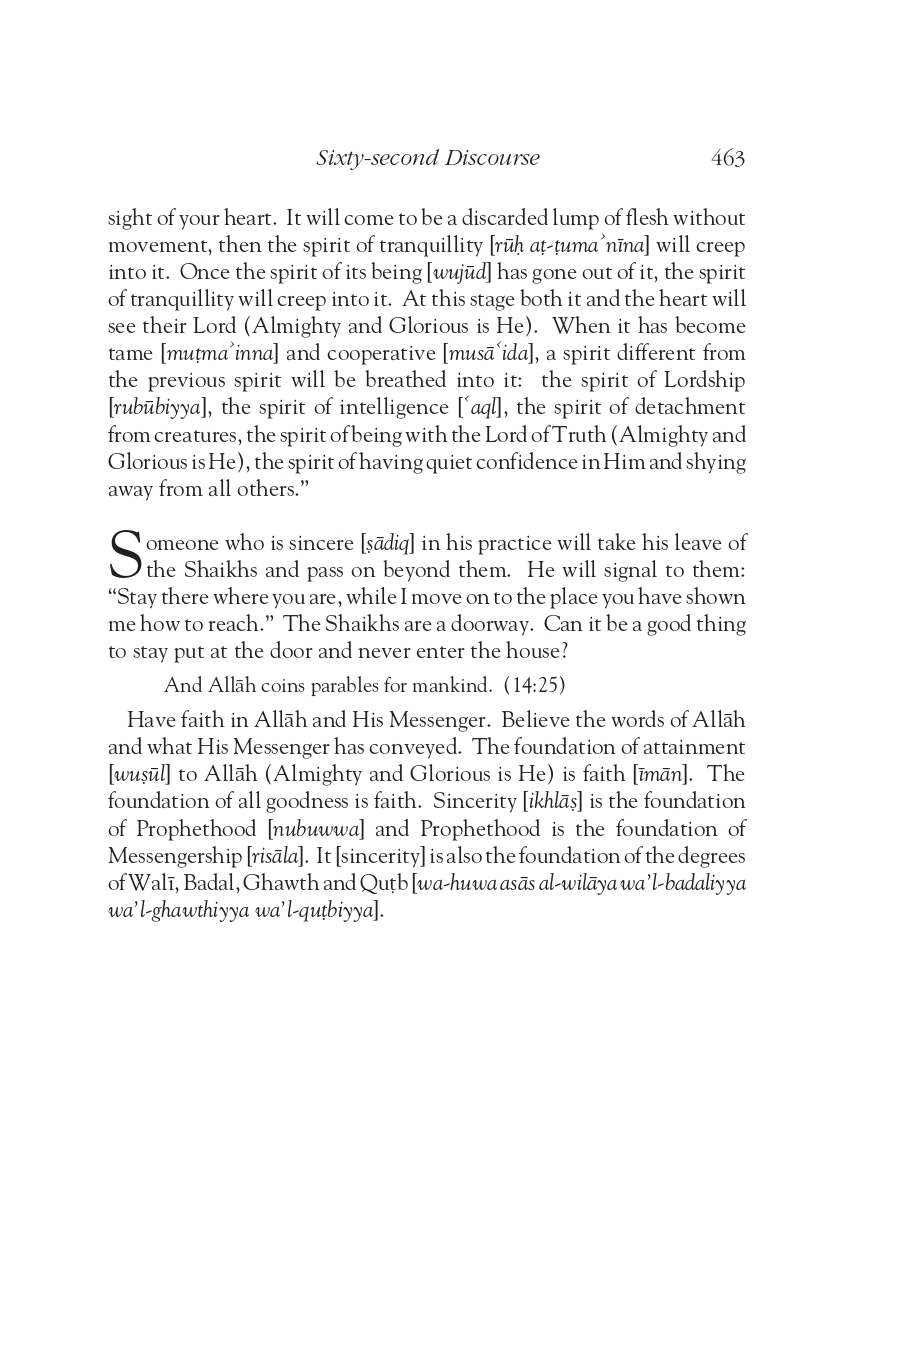 Sixty-second Discourse 463
sight of your heart. It will come to be a discarded lump of flesh without
movement, then the spirit of tranquillity [rūḥ aṭ-ṭumaʾnīna] will creep
into it. Once the spirit of its being [wujūd] has gone out of it, the spirit
of tranquillity will creep into it. At this stage both it and the heart will
see their Lord (Almighty and Glorious is He). When it has become
tame [muṭmaʾinna] and cooperative [musāʿida], a spirit different from
the previous spirit will be breathed into it: the spirit of Lordship
[rubūbiyya], the spirit of intelligence [ʿaql], the spirit of detachment
from creatures, the spirit of being with the Lord of Truth (Almighty and
Glorious is He), the spirit of having quiet confidence in Him and shying
away from all others.”
Someone who is sincere [ṣādiq] in his practice will take his leave of
the Shaikhs and pass on beyond them. He will signal to them:
“Stay there where you are, while I move on to the place you have shown
me how to reach.” The Shaikhs are a doorway. Can it be a good thing
to stay put at the door and never enter the house?
And Allāh coins parables for mankind. (14:25)
Have faith in Allāh and His Messenger. Believe the words of Allāh
and what His Messenger has conveyed. The foundation of attainment
[wuṣūl] to Allāh (Almighty and Glorious is He) is faith [īmān]. The
foundation of all goodness is faith. Sincerity [ikhlāṣ] is the foundation
of Prophethood [nubuwwa] and Prophethood is the foundation of
Messengership [risāla]. It [sincerity] is also the foundation of the degrees
of Walī, Badal, Ghawth and Quṭb [wa-huwa asās al-wilāya wa’l-badaliyya
wa’l-ghawthiyya wa’l-quṭbiyya].